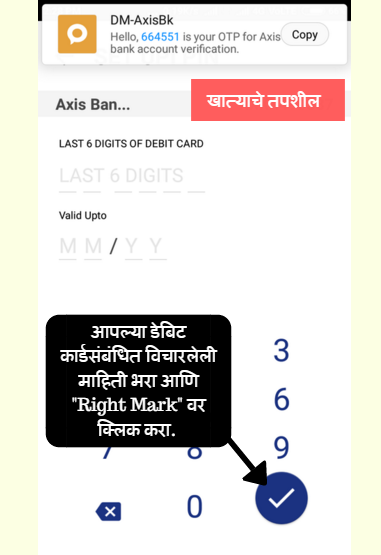 DM-AxisBk
Hello, 664551 is your OTP for Axis
bank account verification.
Copy
Axis Ban...
खात्याचे तपशील
LAST 6 DIGITS OF DEBIT CARD
LAST 6 DIGITS
Valid Upto
M M / Y Y
आपल्या डेबिट
कार्डसंबंधित विचारलेली
माहिती भरा आणि
"Right Mark" वर
क्लिक करा.
3
6
7 8 9
0